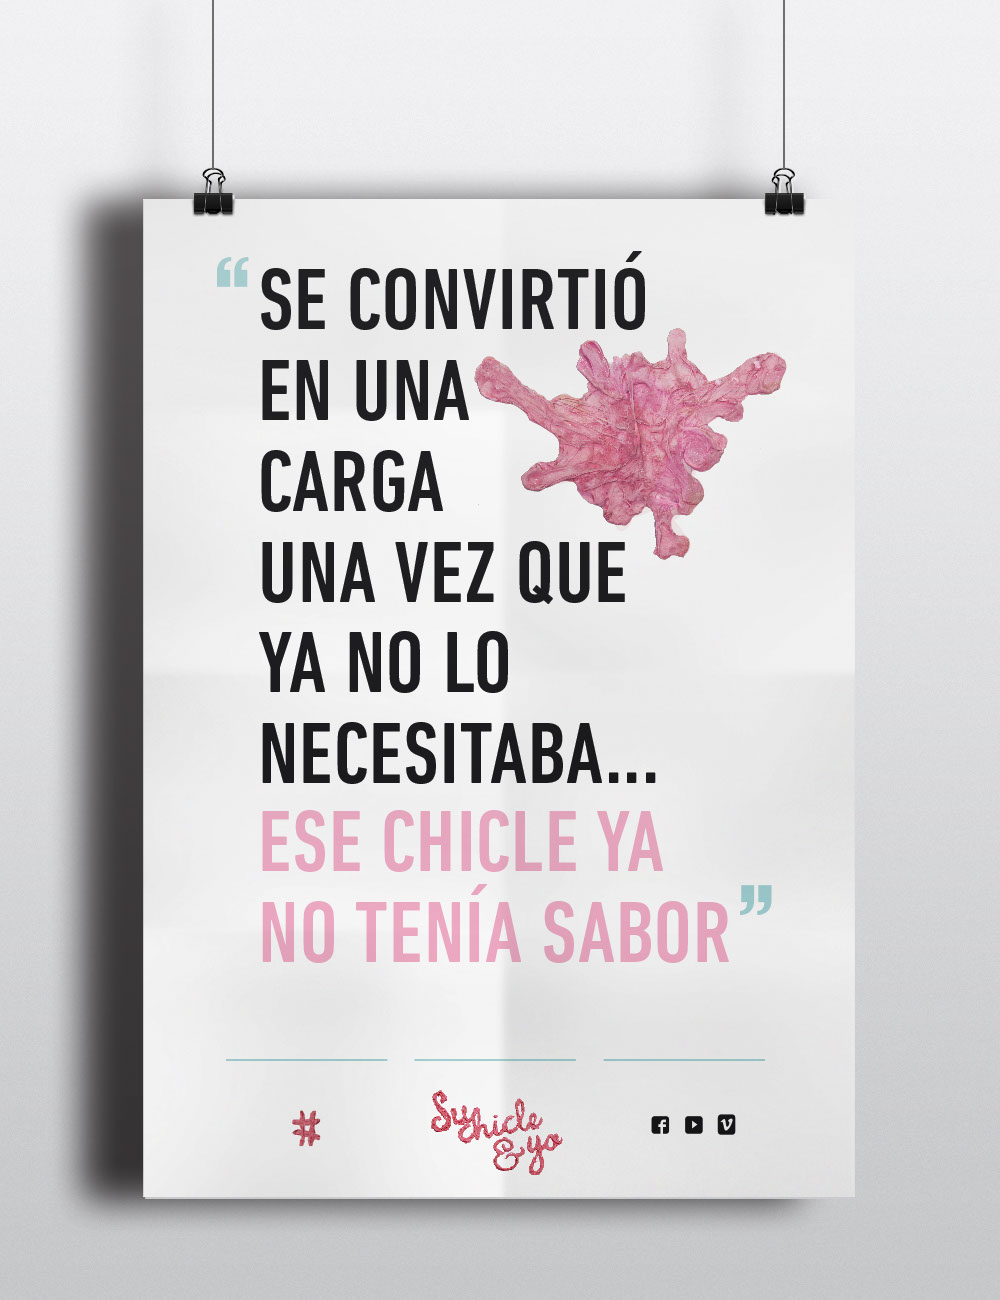 “SE CONVIRTIÓ
EN UNA
CARGA
UNA VEZ QUE
YA NO LO
NECESITABA...
ESE CHICLE YA
NO TENÍA SABOR”
#
Su chicle
& yo